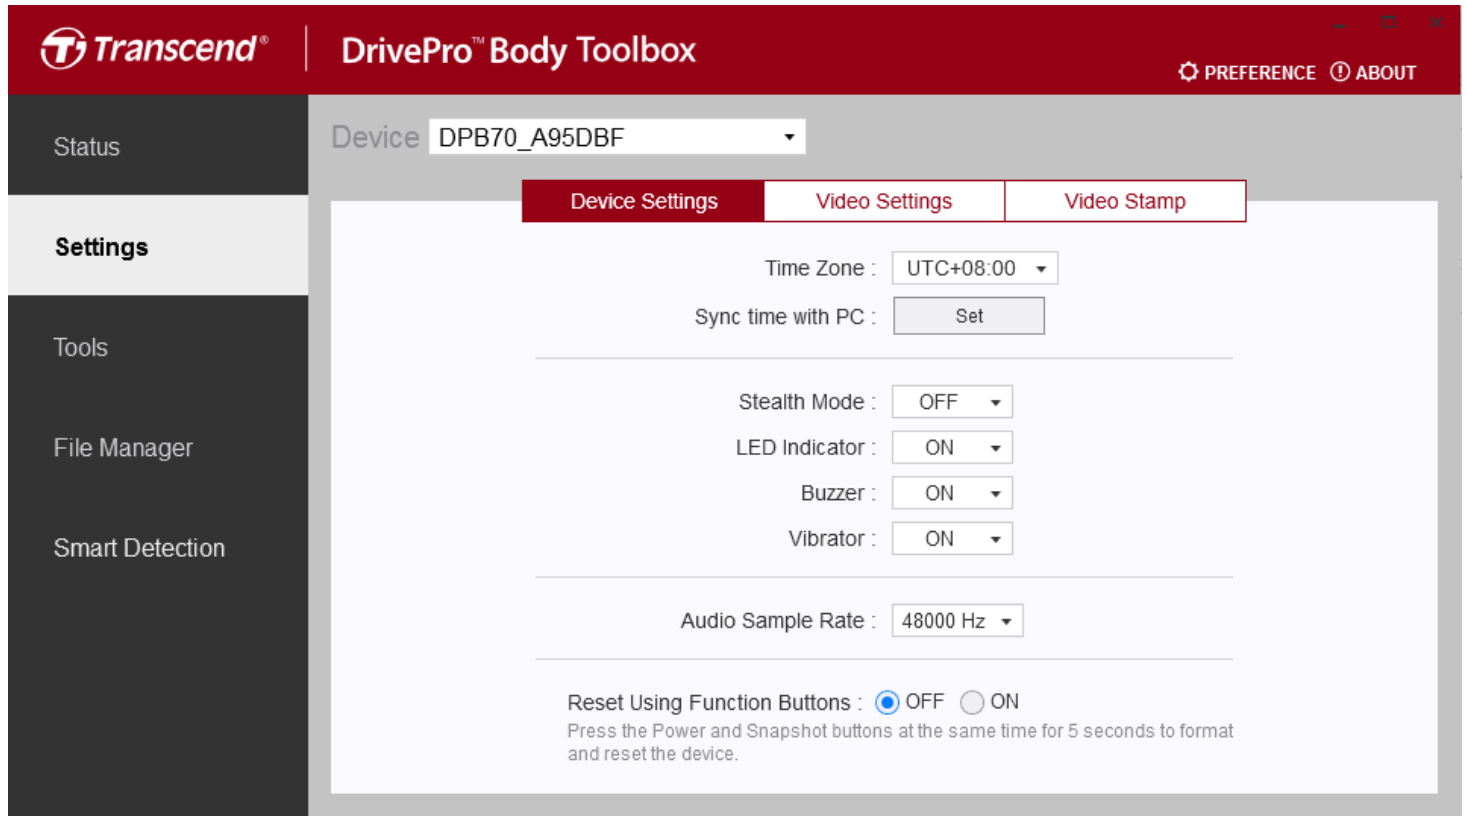 Transcend®
DrivePro™ Body Toolbox
PREFERENCE ABOUT
Status
Settings
Tools
File Manager
Smart Detection
Device DPB70_A95DBF
Device Settings Video Settings Video Stamp
Time Zone : UTC+08:00
Sync time with PC : Set
Stealth Mode : OFF
LED Indicator : ON
Buzzer : ON
Vibrator : ON
Audio Sample Rate : 48000 Hz
Reset Using Function Buttons : OFF ON
Press the Power and Snapshot buttons at the same time for 5 seconds to format
and reset the device.